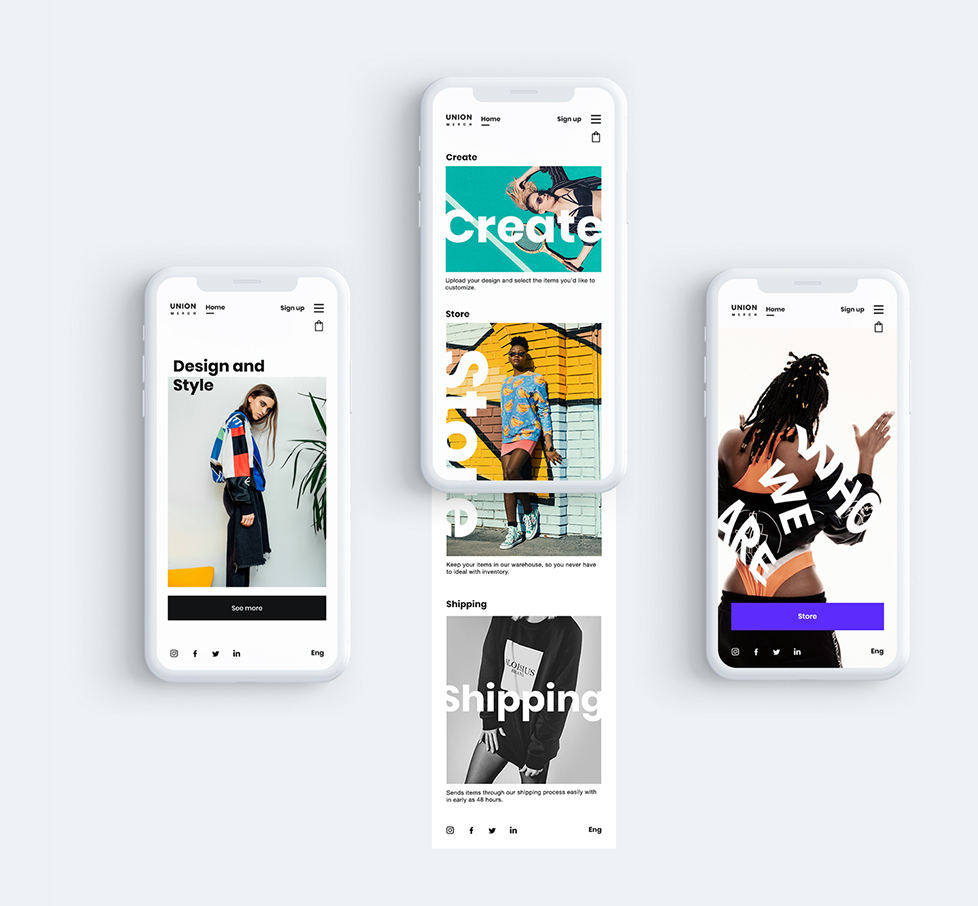 UNION
MERCH
Home
Sign up
Design and
Style
See more
Eng
UNION
MERCH
Home
Sign up
Create
Create
Upload your design and select the items you'd like to
customize.
Store
Store
Keep your items in our warehouse, so you never have
to ideal with inventory.
Shipping
ALOISIUS
Shipping
Sends items through our shipping process easily with
in early as 48 hours.
Eng
UNION
MERCH
Home
Sign up
WHO
WE
ARE
Store
Eng